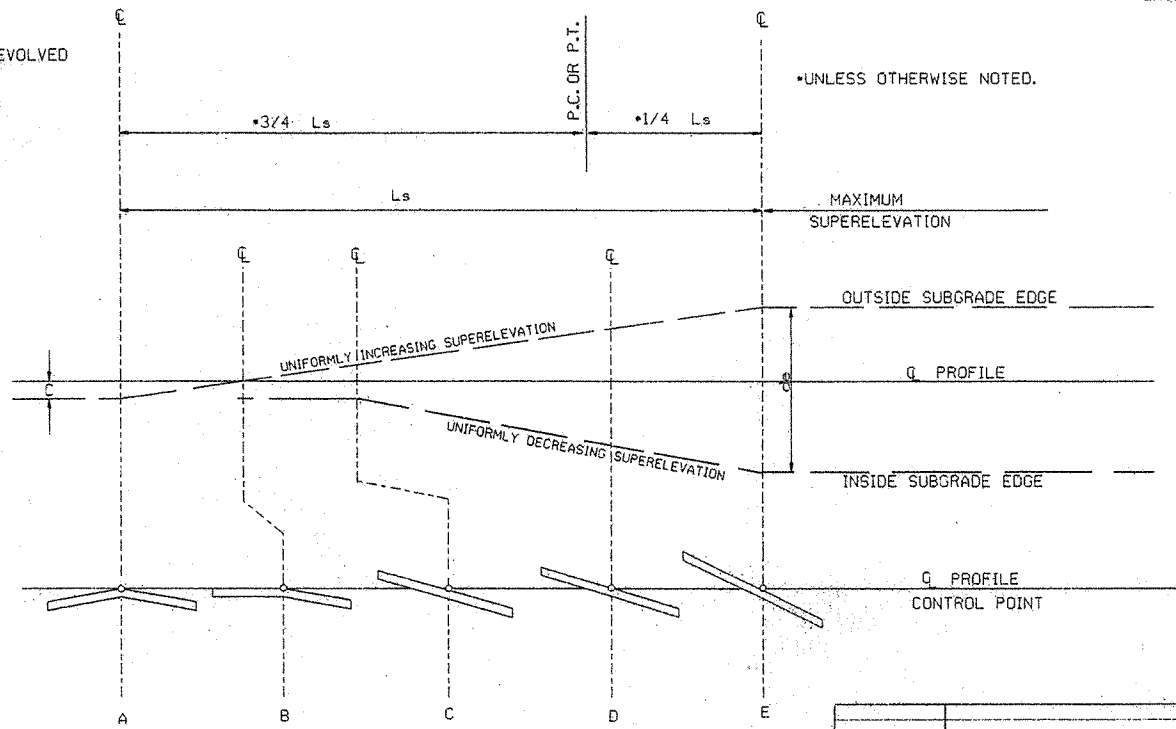 ℄
℄
EVOLVED
P.C. OR P.T.
*UNLESS OTHERWISE NOTED.
*3/4 Ls
*1/4 Ls
Ls
MAXIMUM
SUPERELEVATION
℄
℄
℄
OUTSIDE SUBGRADE EDGE
UNIFORMLY INCREASING SUPERELEVATION
C
℄ PROFILE
UNIFORMLY DECREASING SUPERELEVATION
INSIDE SUBGRADE EDGE
℄ PROFILE
CONTROL POINT
A
B
C
D
E